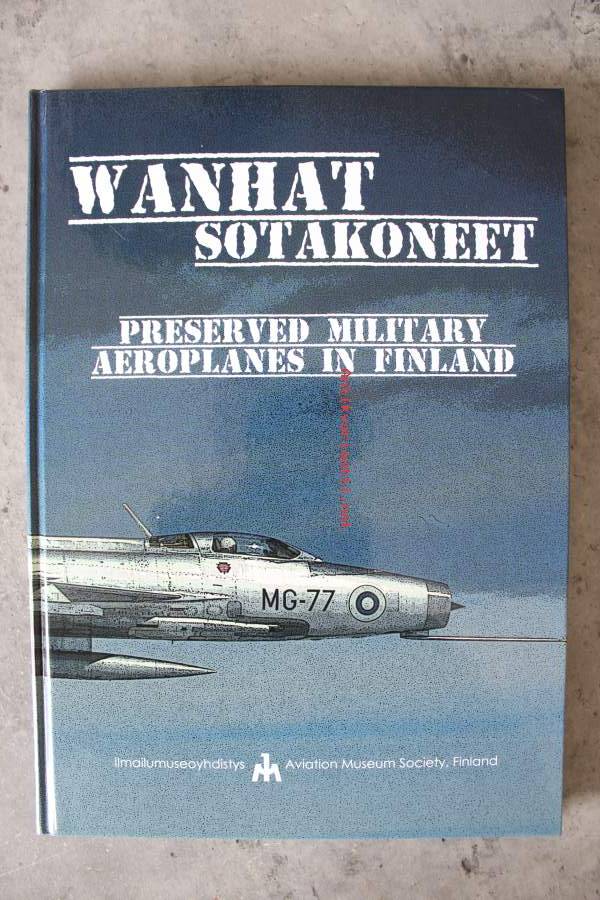 WANHAT
SOTAKONEET
PRESERVED MILITARY
AEROPLANES IN FINLAND
MG-77
Ilmailumuseoyhdistys Aviation Museum Society, Finland